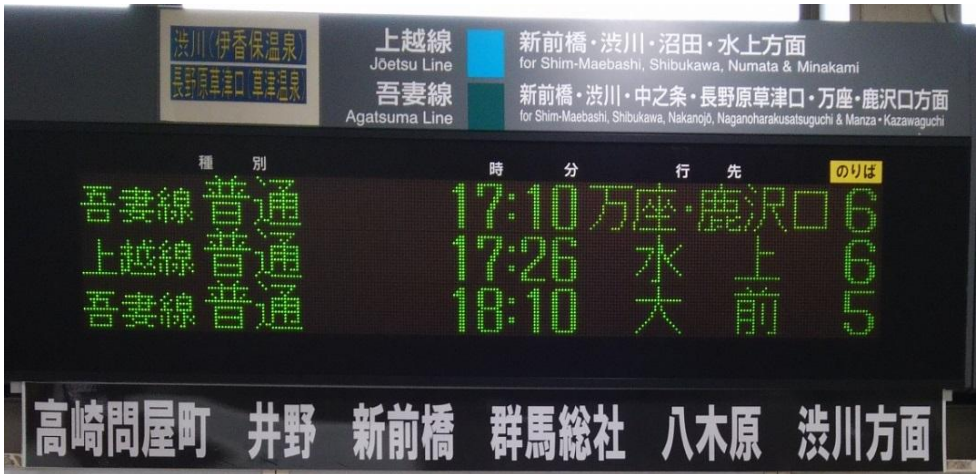 渋川(伊香保温泉)
長野原草津口(草津温泉)
上越線
Jōetsu Line
新前橋・渋川・沼田・水上方面
for Shim-Maebashi, Shibukawa, Numata & Minakami
吾妻線
Agatsuma Line
新前橋・渋川・中之条・長野原草津口・万座・鹿沢口方面
for Shim-Maebashi, Shibukawa, Nakanojō, Naganoharakusatsuguchi & Manza・Kazawaguchi
種 別 時 分 行 先 のりば
吾妻線 普通 17:10 万座・鹿沢口 6
上越線 普通 17:26 水 上 6
吾妻線 普通 18:10 大 前 5
高崎問屋町 井野 新前橋 群馬総社 八木原 渋川方面